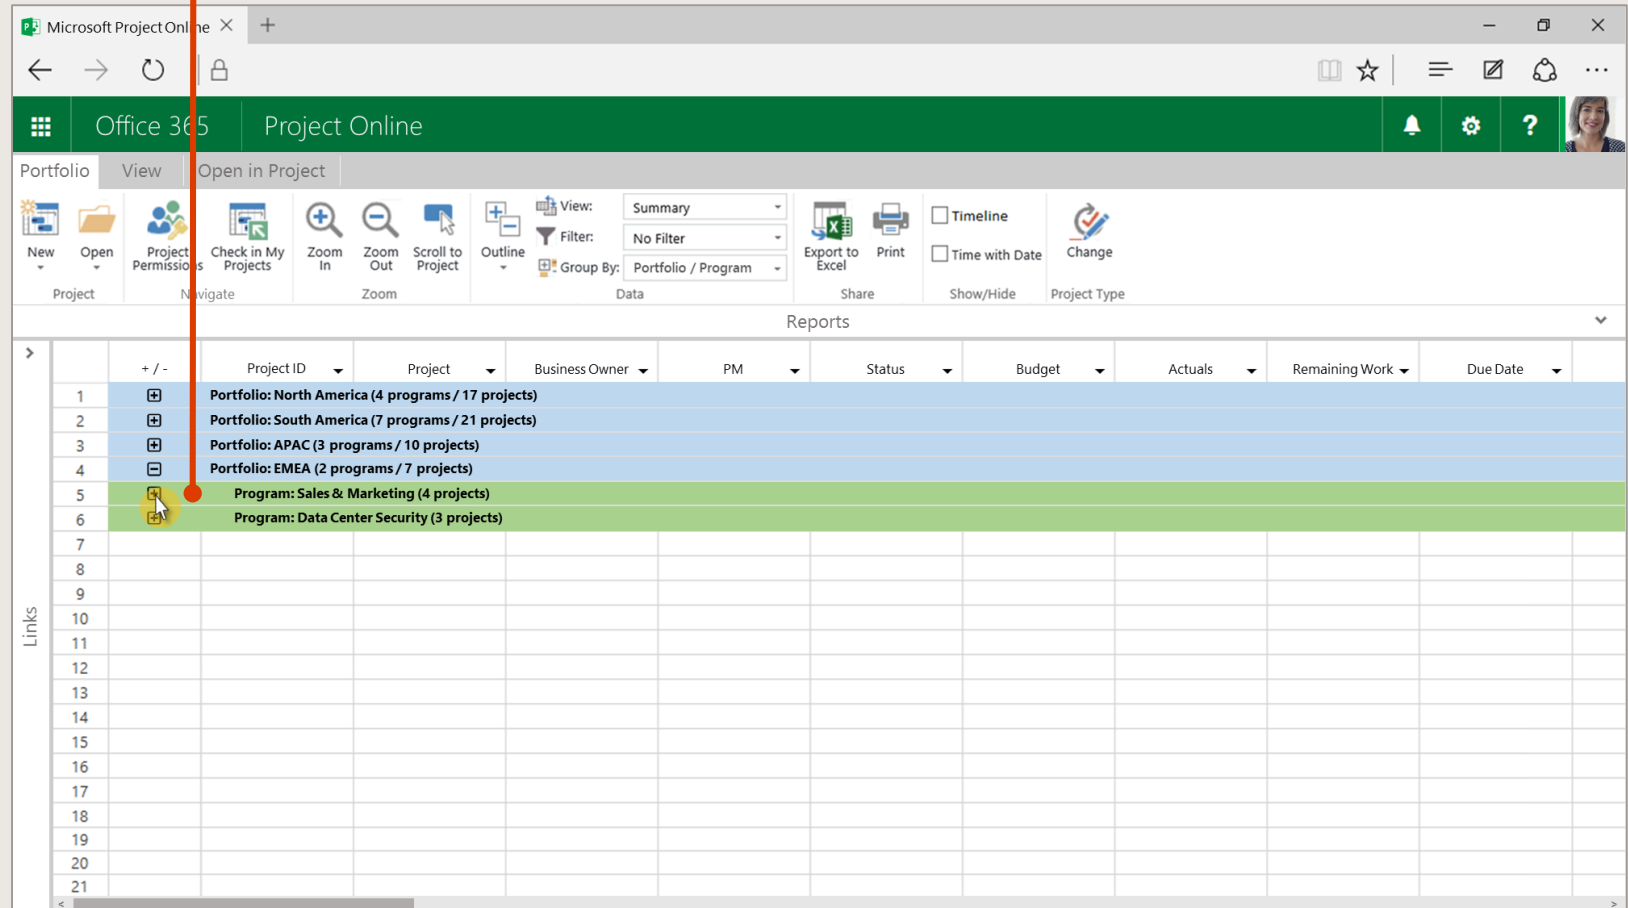 Microsoft Project Online
Office 365 Project Online
Portfolio View Open in Project
New
Open
Project Permissions
Check in My Projects
Zoom In
Zoom Out
Scroll to Project
Outline
View: Summary
Filter: No Filter
Group By: Portfolio / Program
Export to Excel
Print
Timeline
Time with Date
Change
Project Navigate Zoom Data Share Show/Hide Project Type
Reports
+ / - Project ID Project Business Owner PM Status Budget Actuals Remaining Work Due Date
1 Portfolio: North America (4 programs / 17 projects)
2 Portfolio: South America (7 programs / 21 projects)
3 Portfolio: APAC (3 programs / 10 projects)
4 Portfolio: EMEA (2 programs / 7 projects)
5 Program: Sales & Marketing (4 projects)
6 Program: Data Center Security (3 projects)
7
8
9
10
11
12
13
14
15
16
17
18
19
20
21
Links